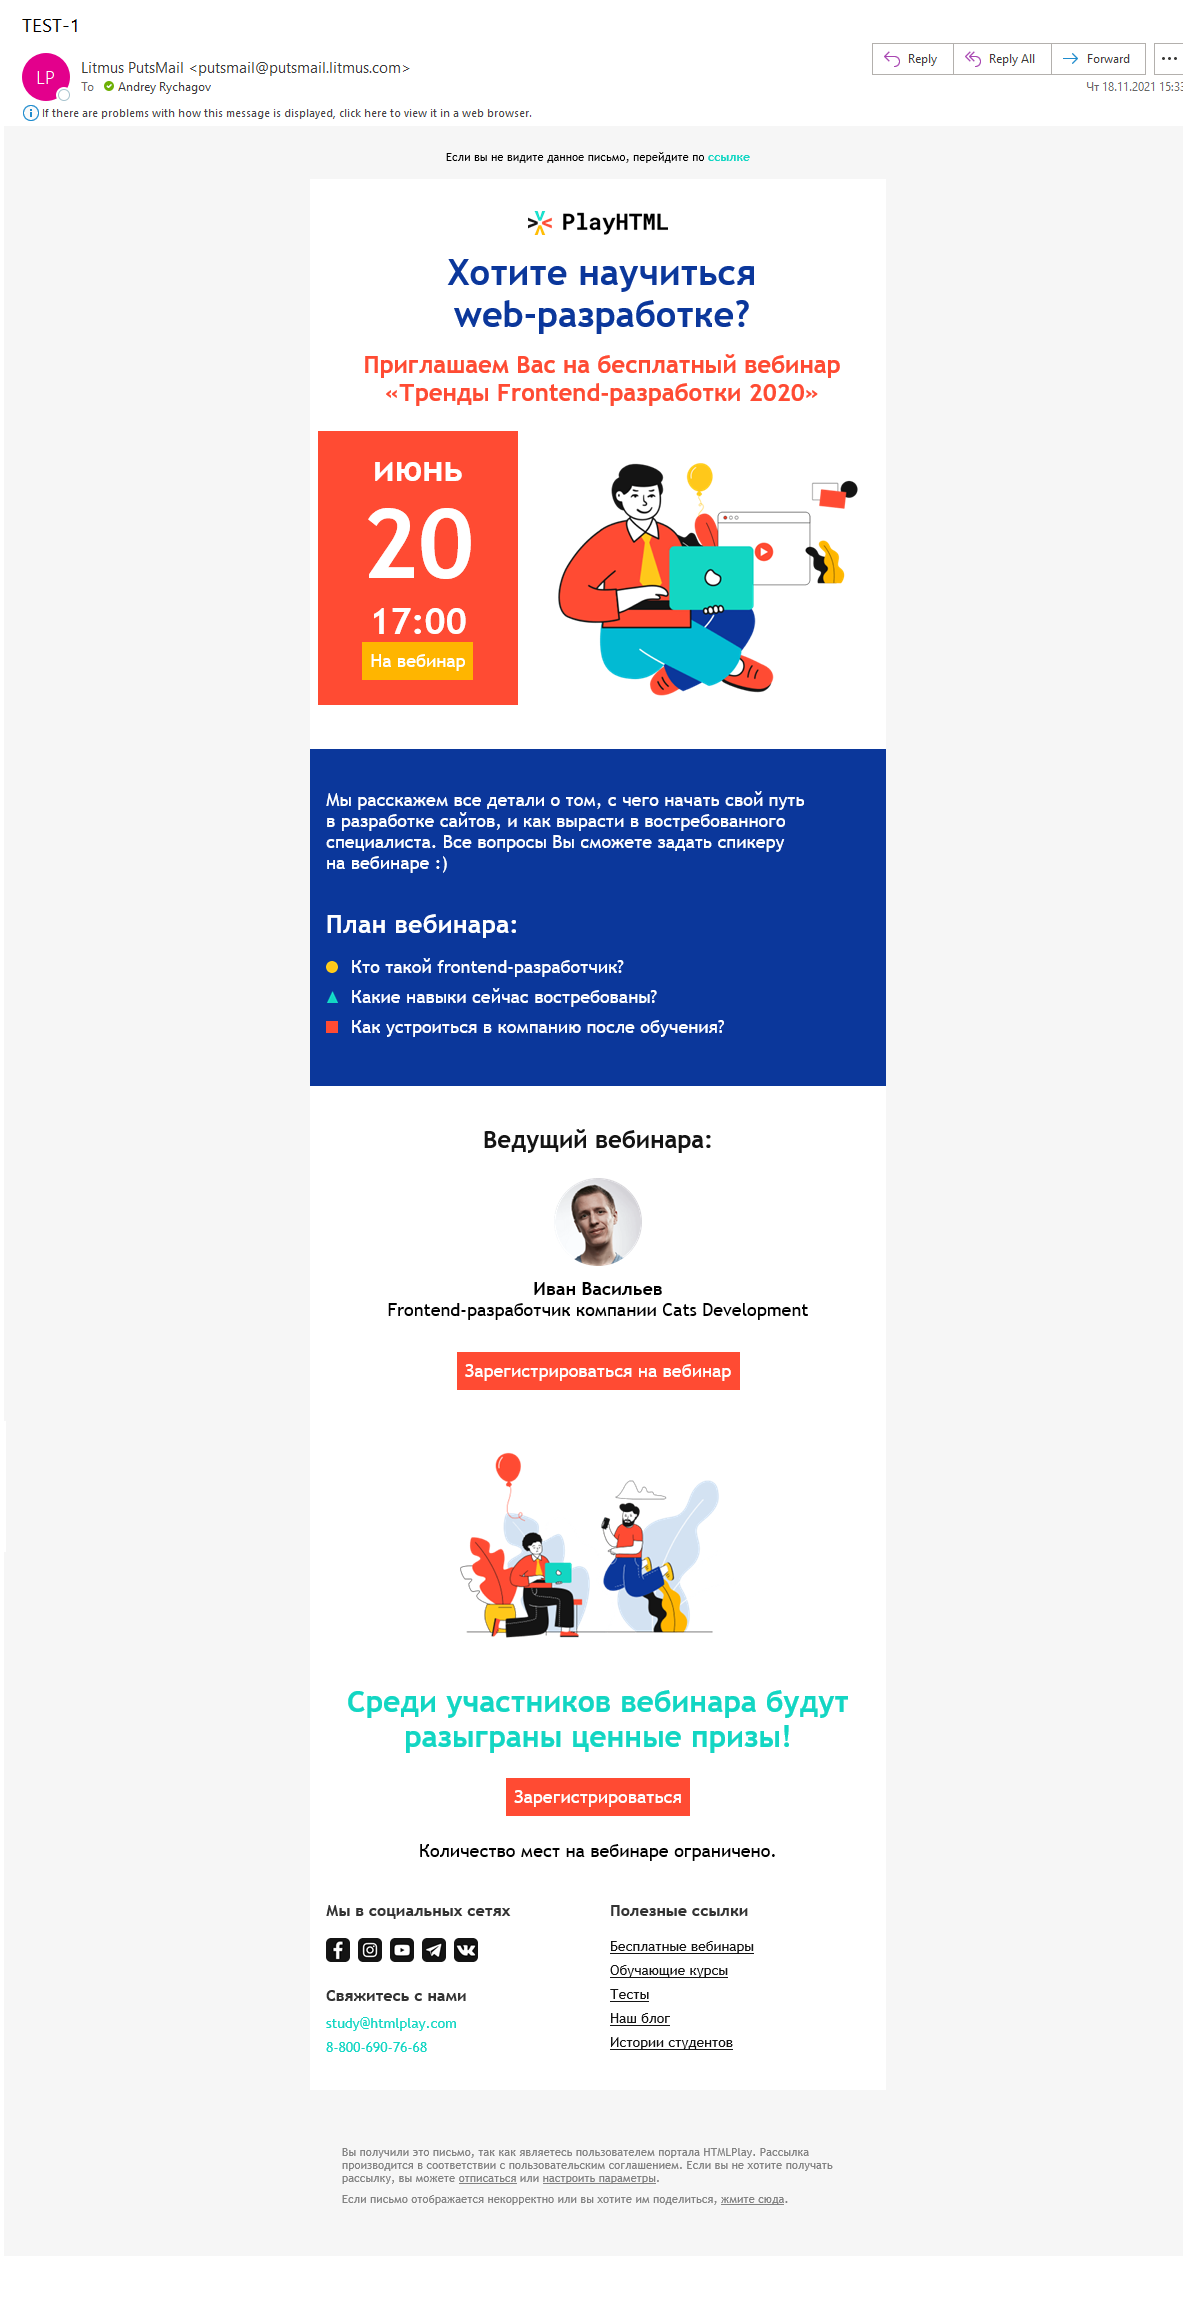 TEST-1
LP
Litmus PutsMail <putsmail@putsmail.litmus.com>
To Andrey Rychagov
Reply
Reply All
Forward
Чт 18.11.2021 15:33
If there are problems with how this message is displayed, click here to view it in a web browser.
Если вы не видите данное письмо, перейдите по ссылке
PlayHTML
Хотите научиться
web-разработке?
Приглашаем Вас на бесплатный вебинар
«Тренды Frontend-разработки 2020»
июнь
20
17:00
На вебинар
Мы расскажем все детали о том, с чего начать свой путь
в разработке сайтов, и как вырасти в востребованного
специалиста. Все вопросы Вы сможете задать спикеру
на вебинаре :)
План вебинара:
Кто такой frontend-разработчик?
Какие навыки сейчас востребованы?
Как устроиться в компанию после обучения?
Ведущий вебинара:
Иван Васильев
Frontend-разработчик компании Cats Development
Зарегистрироваться на вебинар
Среди участников вебинара будут
разыграны ценные призы!
Зарегистрироваться
Количество мест на вебинаре ограничено.
Мы в социальных сетях
Свяжитесь с нами
study@htmlplay.com
8-800-690-76-68
Полезные ссылки
Бесплатные вебинары
Обучающие курсы
Тесты
Наш блог
Истории студентов
Вы получили это письмо, так как являетесь пользователем портала HTMLPlay. Рассылка
производится в соответствии с пользовательским соглашением. Если вы не хотите получать
рассылку, вы можете отписаться или настроить параметры.
Если письмо отображается некорректно или вы хотите им поделиться, жмите сюда.